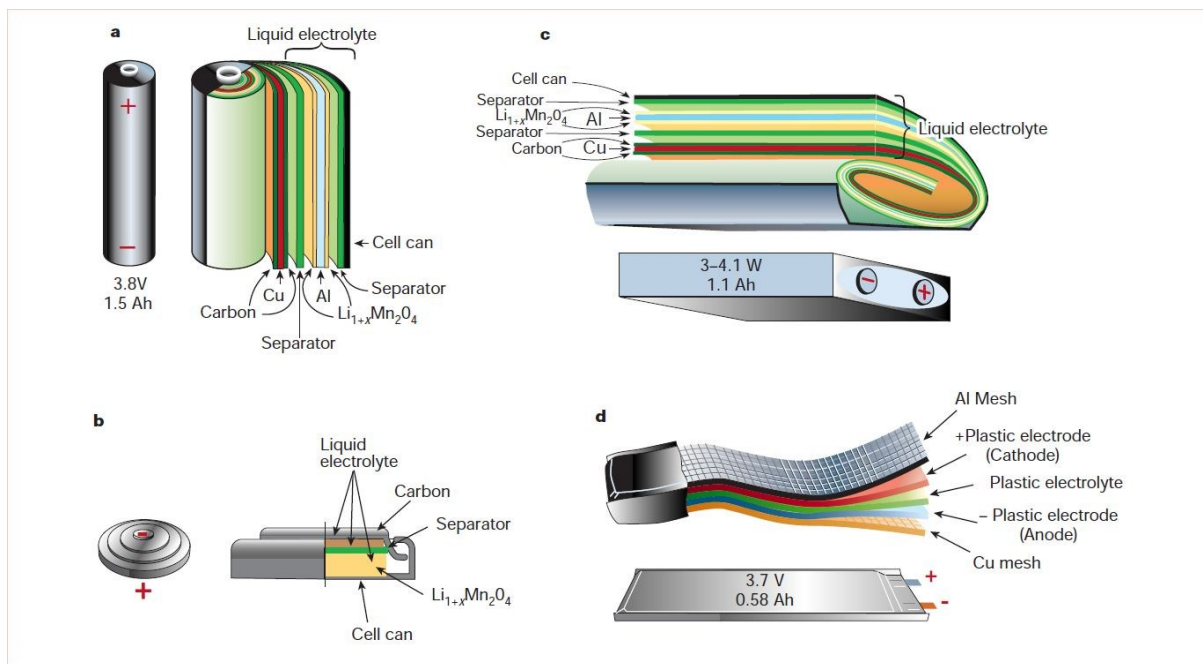 a
Liquid electrolyte
+
−
3.8V
1.5 Ah
Cu
Al
Carbon
Separator
Li1+xMn2O4
Separator
Cell can
b
Liquid
electrolyte
Carbon
Separator
Li1+xMn2O4
Cell can
-
+
c
Cell can
Separator
Li1+xMn2O4 Al
Separator
Carbon Cu
Liquid electrolyte
3–4.1 W
1.1 Ah
−
+
d
Al Mesh
+Plastic electrode
(Cathode)
Plastic electrolyte
− Plastic electrode
(Anode)
Cu mesh
3.7 V
0.58 Ah
+
-